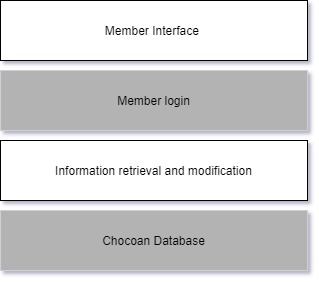 Member Interface
Member login
Information retrieval and modification
Chocoan Database